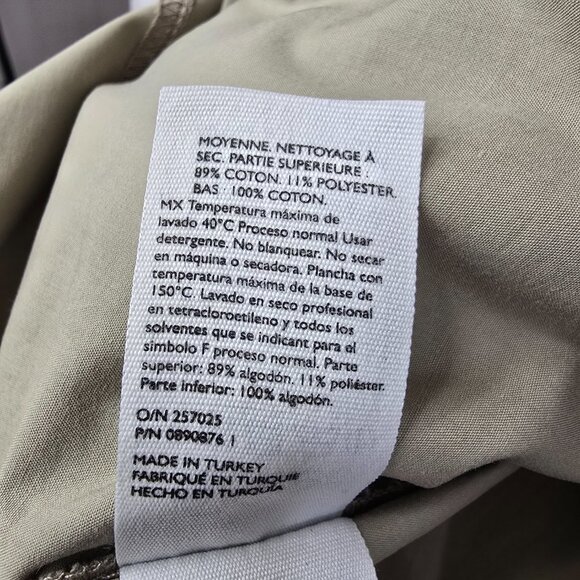 MOYENNE. NETTOYAGE À
SEC. PARTIE SUPERIEURE :
89% COTON. 11% POLYESTER.
BAS : 100% COTON.
MX Temperatura máxima de
lavado 40°C Proceso normal Usar
detergente. No blanquear. No secar
en máquina o secadora. Plancha con
temperatura máxima de la base de
150°C. Lavado en seco profesional
en tetracloroetileno y todos los
solventes que se indicant para el
símbolo F proceso normal. Parte
superior: 89% algodón. 11% poliéster.
Parte inferior: 100% algodón.
O/N 257025
P/N 0890876 1
MADE IN TURKEY
FABRIQUÉ EN TURQUIE
HECHO EN TURQUÍA